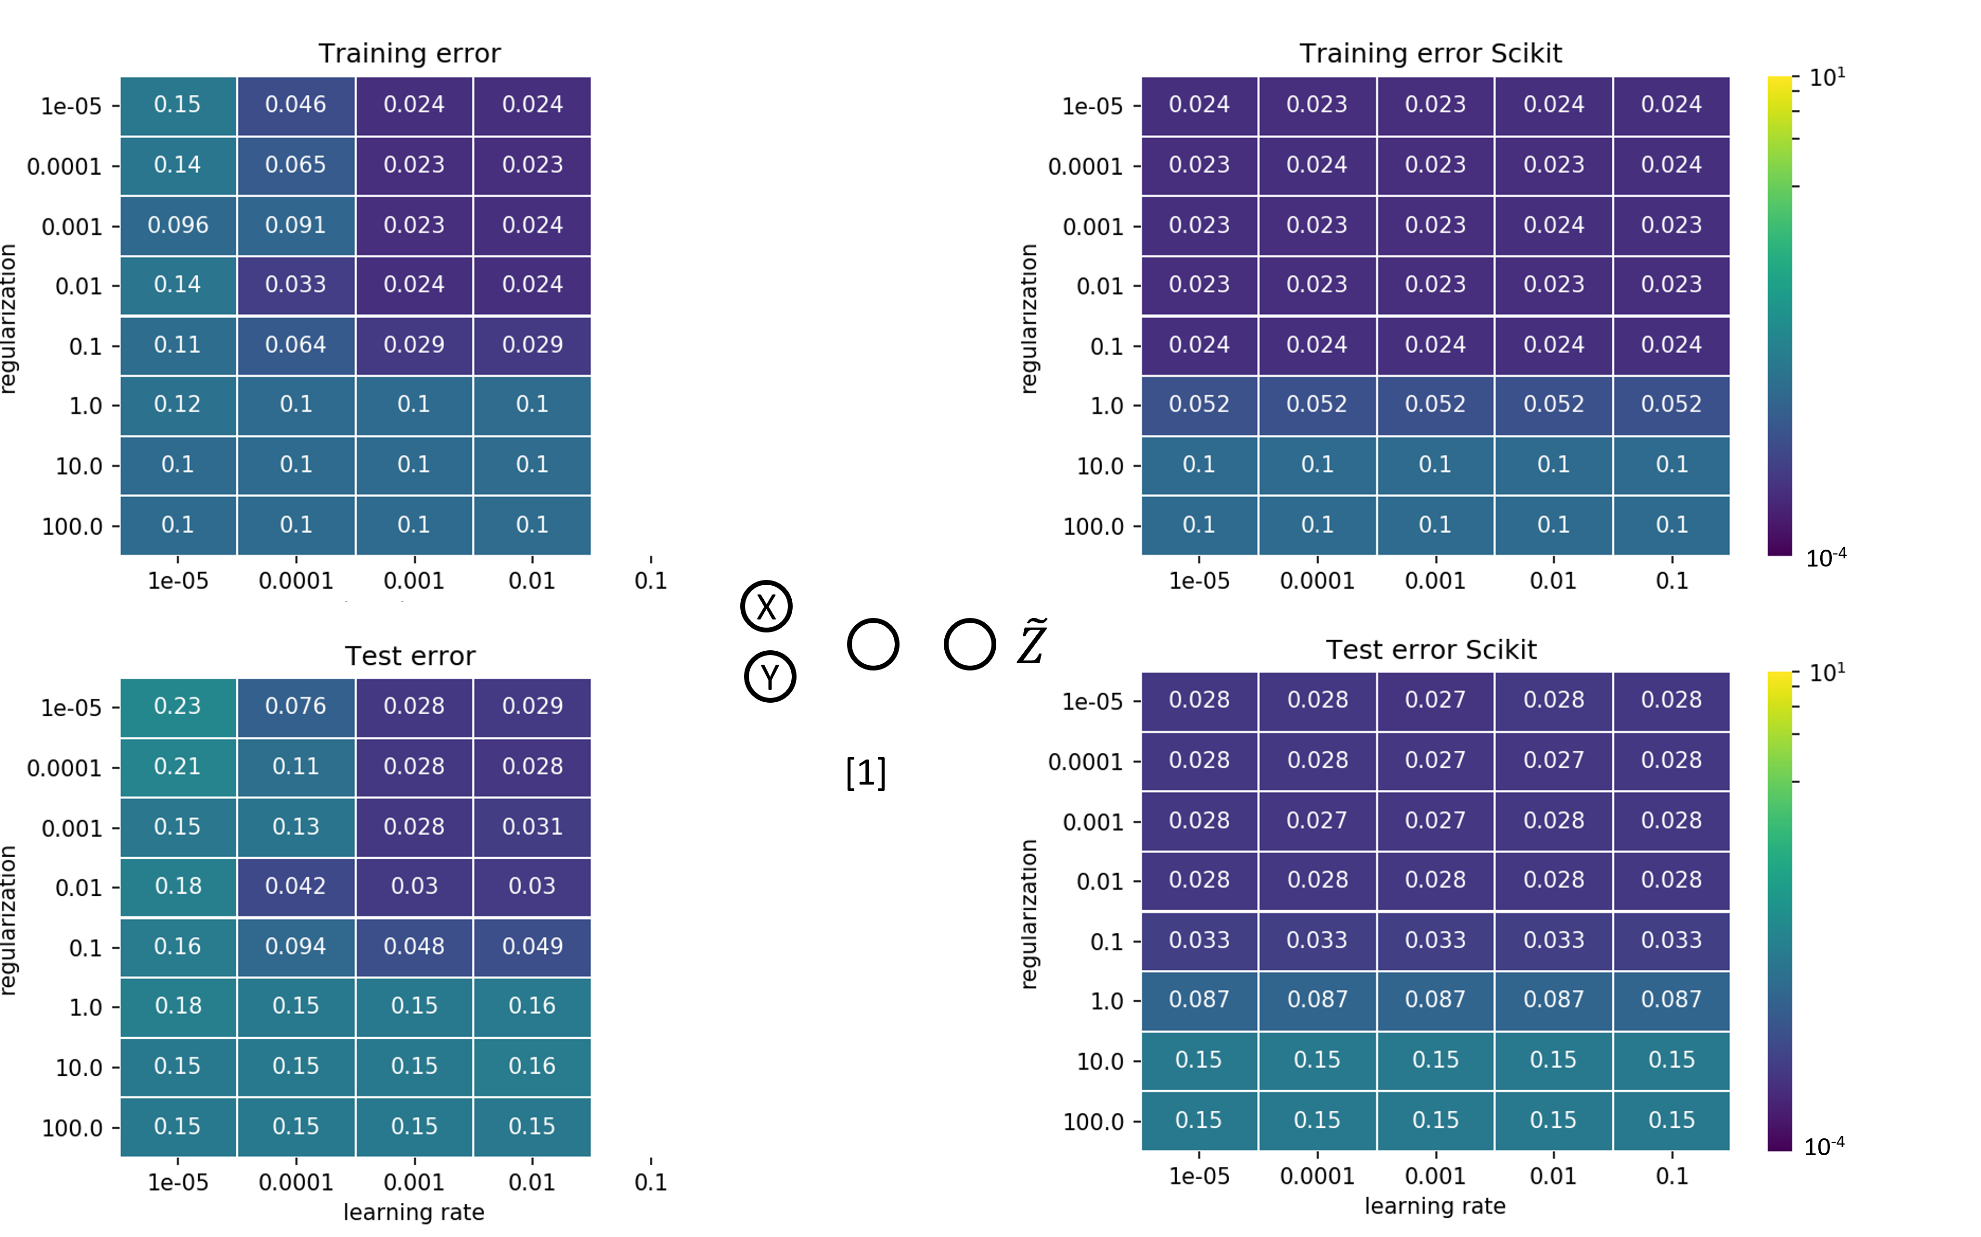 Training error
1e-05 0.15 0.046 0.024 0.024
0.0001 0.14 0.065 0.023 0.023
0.001 0.096 0.091 0.023 0.024
0.01 0.14 0.033 0.024 0.024
0.1 0.11 0.064 0.029 0.029
1.0 0.12 0.1 0.1 0.1
10.0 0.1 0.1 0.1 0.1
100.0 0.1 0.1 0.1 0.1
1e-05 0.0001 0.001 0.01 0.1
regularization
Training error Scikit
1e-05 0.024 0.023 0.023 0.024 0.024
0.0001 0.023 0.024 0.023 0.023 0.024
0.001 0.023 0.023 0.023 0.024 0.023
0.01 0.023 0.023 0.023 0.023 0.023
0.1 0.024 0.024 0.024 0.024 0.024
1.0 0.052 0.052 0.052 0.052 0.052
10.0 0.1 0.1 0.1 0.1 0.1
100.0 0.1 0.1 0.1 0.1 0.1
1e-05 0.0001 0.001 0.01 0.1
regularization
10¹
10⁻⁴
X
Y
Z̃
[1]
Test error
1e-05 0.23 0.076 0.028 0.029
0.0001 0.21 0.11 0.028 0.028
0.001 0.15 0.13 0.028 0.031
0.01 0.18 0.042 0.03 0.03
0.1 0.16 0.094 0.048 0.049
1.0 0.18 0.15 0.15 0.16
10.0 0.15 0.15 0.15 0.16
100.0 0.15 0.15 0.15 0.15
1e-05 0.0001 0.001 0.01 0.1
learning rate
regularization
Test error Scikit
1e-05 0.028 0.028 0.027 0.028 0.028
0.0001 0.028 0.028 0.027 0.027 0.028
0.001 0.028 0.027 0.027 0.028 0.028
0.01 0.028 0.028 0.028 0.028 0.028
0.1 0.033 0.033 0.033 0.033 0.033
1.0 0.087 0.087 0.087 0.087 0.087
10.0 0.15 0.15 0.15 0.15 0.15
100.0 0.15 0.15 0.15 0.15 0.15
1e-05 0.0001 0.001 0.01 0.1
learning rate
regularization
10¹
10⁻⁴